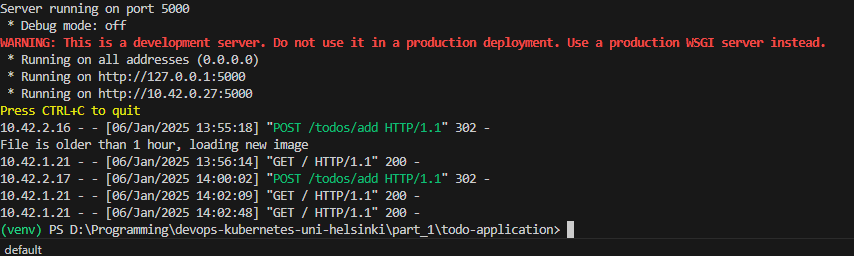 Server running on port 5000
 * Debug mode: off
WARNING: This is a development server. Do not use it in a production deployment. Use a production WSGI server instead.
 * Running on all addresses (0.0.0.0)
 * Running on http://127.0.0.1:5000
 * Running on http://10.42.0.27:5000
Press CTRL+C to quit
10.42.2.16 - - [06/Jan/2025 13:55:18] "POST /todos/add HTTP/1.1" 302 -
File is older than 1 hour, loading new image
10.42.1.21 - - [06/Jan/2025 13:56:14] "GET / HTTP/1.1" 200 -
10.42.2.17 - - [06/Jan/2025 14:00:02] "POST /todos/add HTTP/1.1" 302 -
10.42.1.21 - - [06/Jan/2025 14:02:09] "GET / HTTP/1.1" 200 -
10.42.1.21 - - [06/Jan/2025 14:02:48] "GET / HTTP/1.1" 200 -
(venv) PS D:\Programming\devops-kubernetes-uni-helsinki\part_1\todo-application>
default